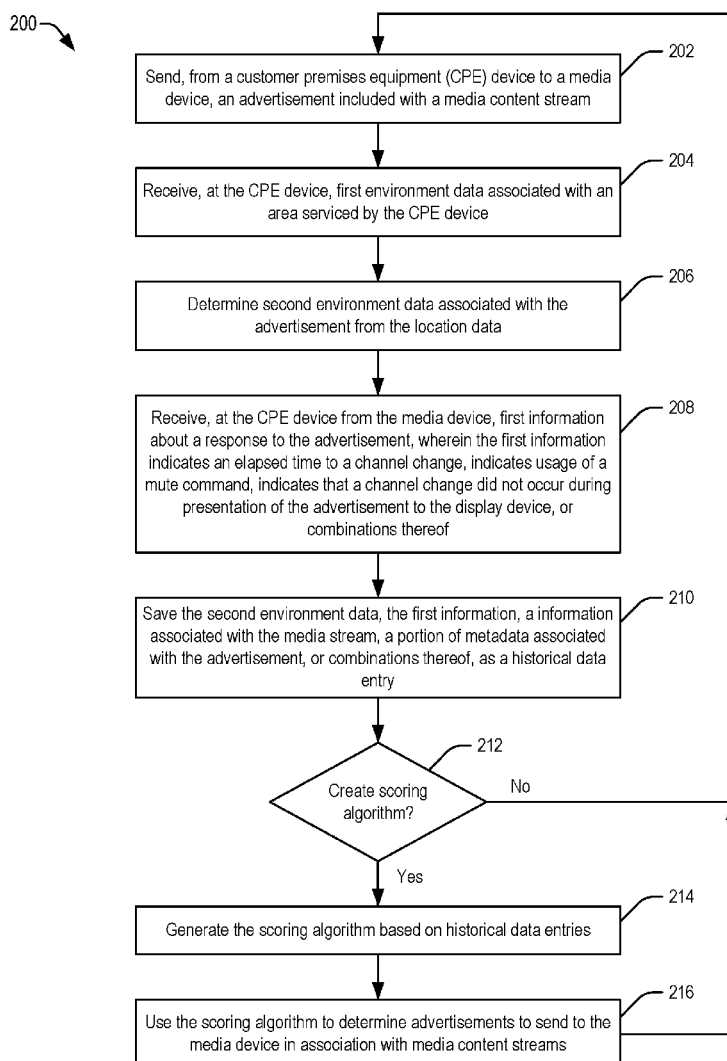 200
202
Send, from a customer premises equipment (CPE) device to a media
device, an advertisement included with a media content stream
204
Receive, at the CPE device, first environment data associated with an
area serviced by the CPE device
206
Determine second environment data associated with the
advertisement from the location data
208
Receive, at the CPE device from the media device, first information
about a response to the advertisement, wherein the first information
indicates an elapsed time to a channel change, indicates usage of a
mute command, indicates that a channel change did not occur during
presentation of the advertisement to the display device, or
combinations thereof
210
Save the second environment data, the first information, a information
associated with the media stream, a portion of metadata associated
with the advertisement, or combinations thereof, as a historical data
entry
212
Create scoring
algorithm?
No
Yes
214
Generate the scoring algorithm based on historical data entries
216
Use the scoring algorithm to determine advertisements to send to the
media device in association with media content streams